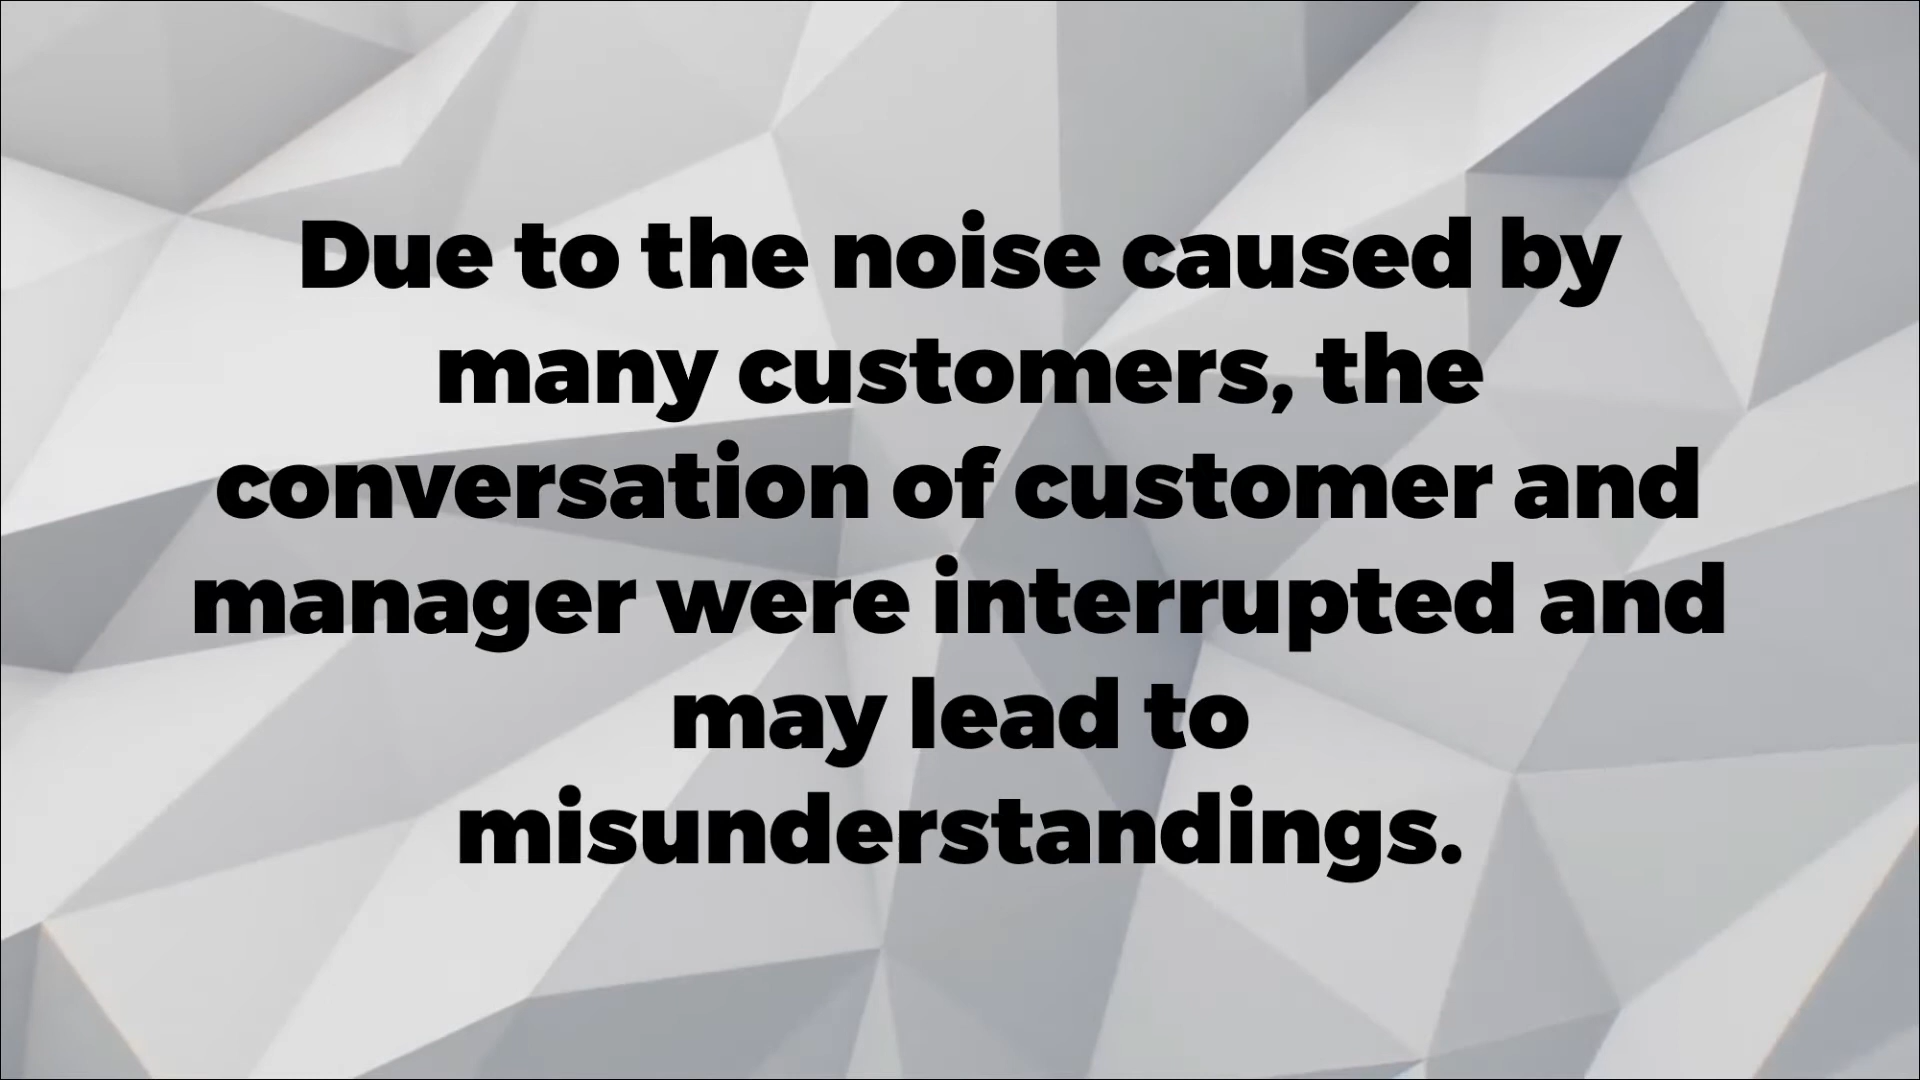 Due to the noise caused by
many customers, the
conversation of customer and
manager were interrupted and
may lead to
misunderstandings.